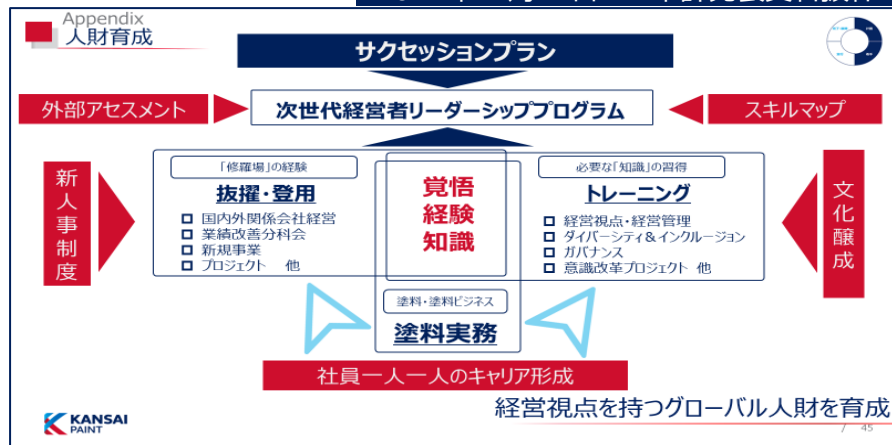 Appendix
人財育成
サクセッションプラン
外部アセスメント
次世代経営者リーダーシッププログラム
スキルマップ
新人事制度
「修羅場」の経験
抜擢・登用
国内外関係会社経営
業績改善分科会
新規事業
プロジェクト 他
覚悟
経験
知識
必要な「知識」の習得
トレーニング
経営視点・経営管理
ダイバーシティ&インクルージョン
ガバナンス
意識改革プロジェクト 他
文化醸成
塗料・塗料ビジネス
塗料実務
社員一人一人のキャリア形成
経営視点を持つグローバル人財を育成
KANSAI
PAINT
/ 45